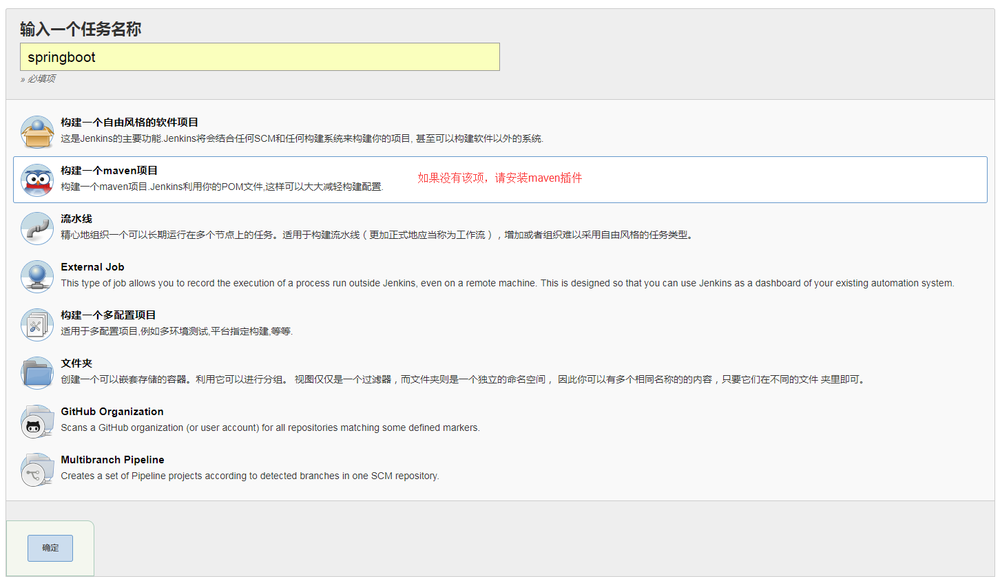 输入一个任务名称
springboot
» 必填项
构建一个自由风格的软件项目
这是Jenkins的主要功能.Jenkins将会结合任何SCM和任何构建系统来构建你的项目, 甚至可以构建软件以外的系统.
构建一个maven项目
构建一个maven项目.Jenkins利用你的POM文件,这样可以大大减轻构建配置.
如果没有该项，请安装maven插件
流水线
精心地组织一个可以长期运行在多个节点上的任务。适用于构建流水线（更加正式地应当称为工作流），增加或者组织难以采用自由风格的任务类型。
External Job
This type of job allows you to record the execution of a process run outside Jenkins, even on a remote machine. This is designed so that you can use Jenkins as a dashboard of your existing automation system.
构建一个多配置项目
适用于多配置项目,例如多环境测试,平台指定构建,等等.
文件夹
创建一个可以嵌套存储的容器。利用它可以进行分组。 视图仅仅是一个过滤器，而文件夹则是一个独立的命名空间， 因此你可以有多个相同名称的的内容，只要它们在不同的文件 夹里即可。
GitHub Organization
Scans a GitHub organization (or user account) for all repositories matching some defined markers.
Multibranch Pipeline
Creates a set of Pipeline projects according to detected branches in one SCM repository.
确定